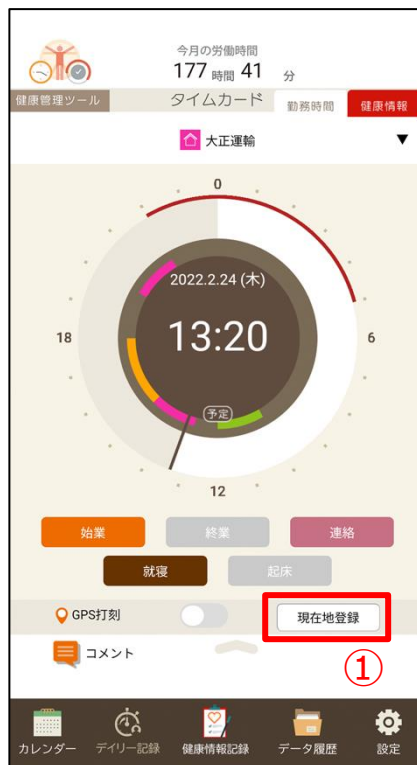 今月の労働時間
177 時間 41 分
健康管理ツール タイムカード 勤務時間 健康情報
大正運輸 ▼
0
2022.2.24 (木)
18 13:20 6
予定
12
始業 終業 連絡
就寝 起床
GPS打刻 現在地登録
コメント ①
カレンダー デイリー記録 健康情報記録 データ履歴 設定